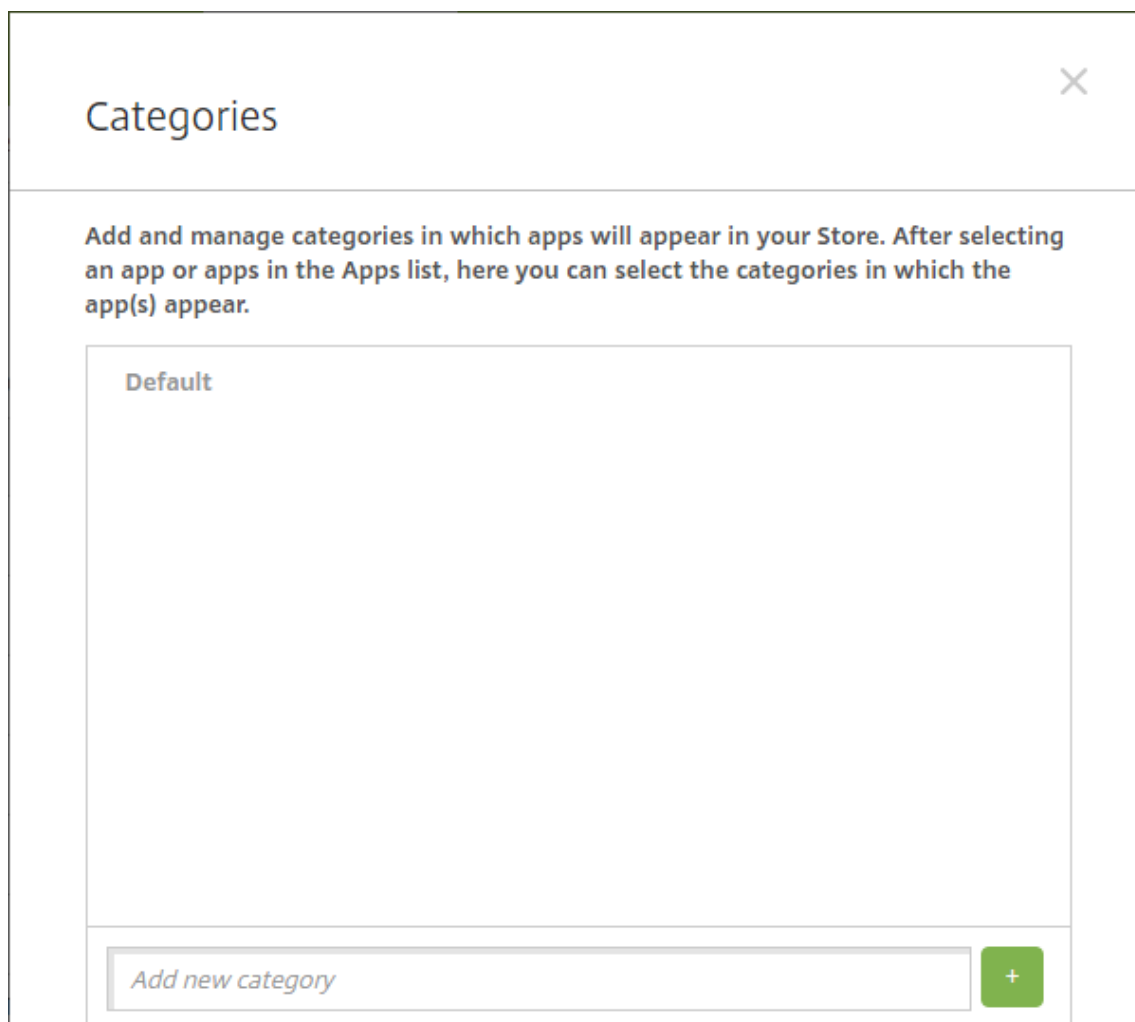 Categories
Add and manage categories in which apps will appear in your Store. After selecting
an app or apps in the Apps list, here you can select the categories in which the
app(s) appear.
Default
Add new category
+